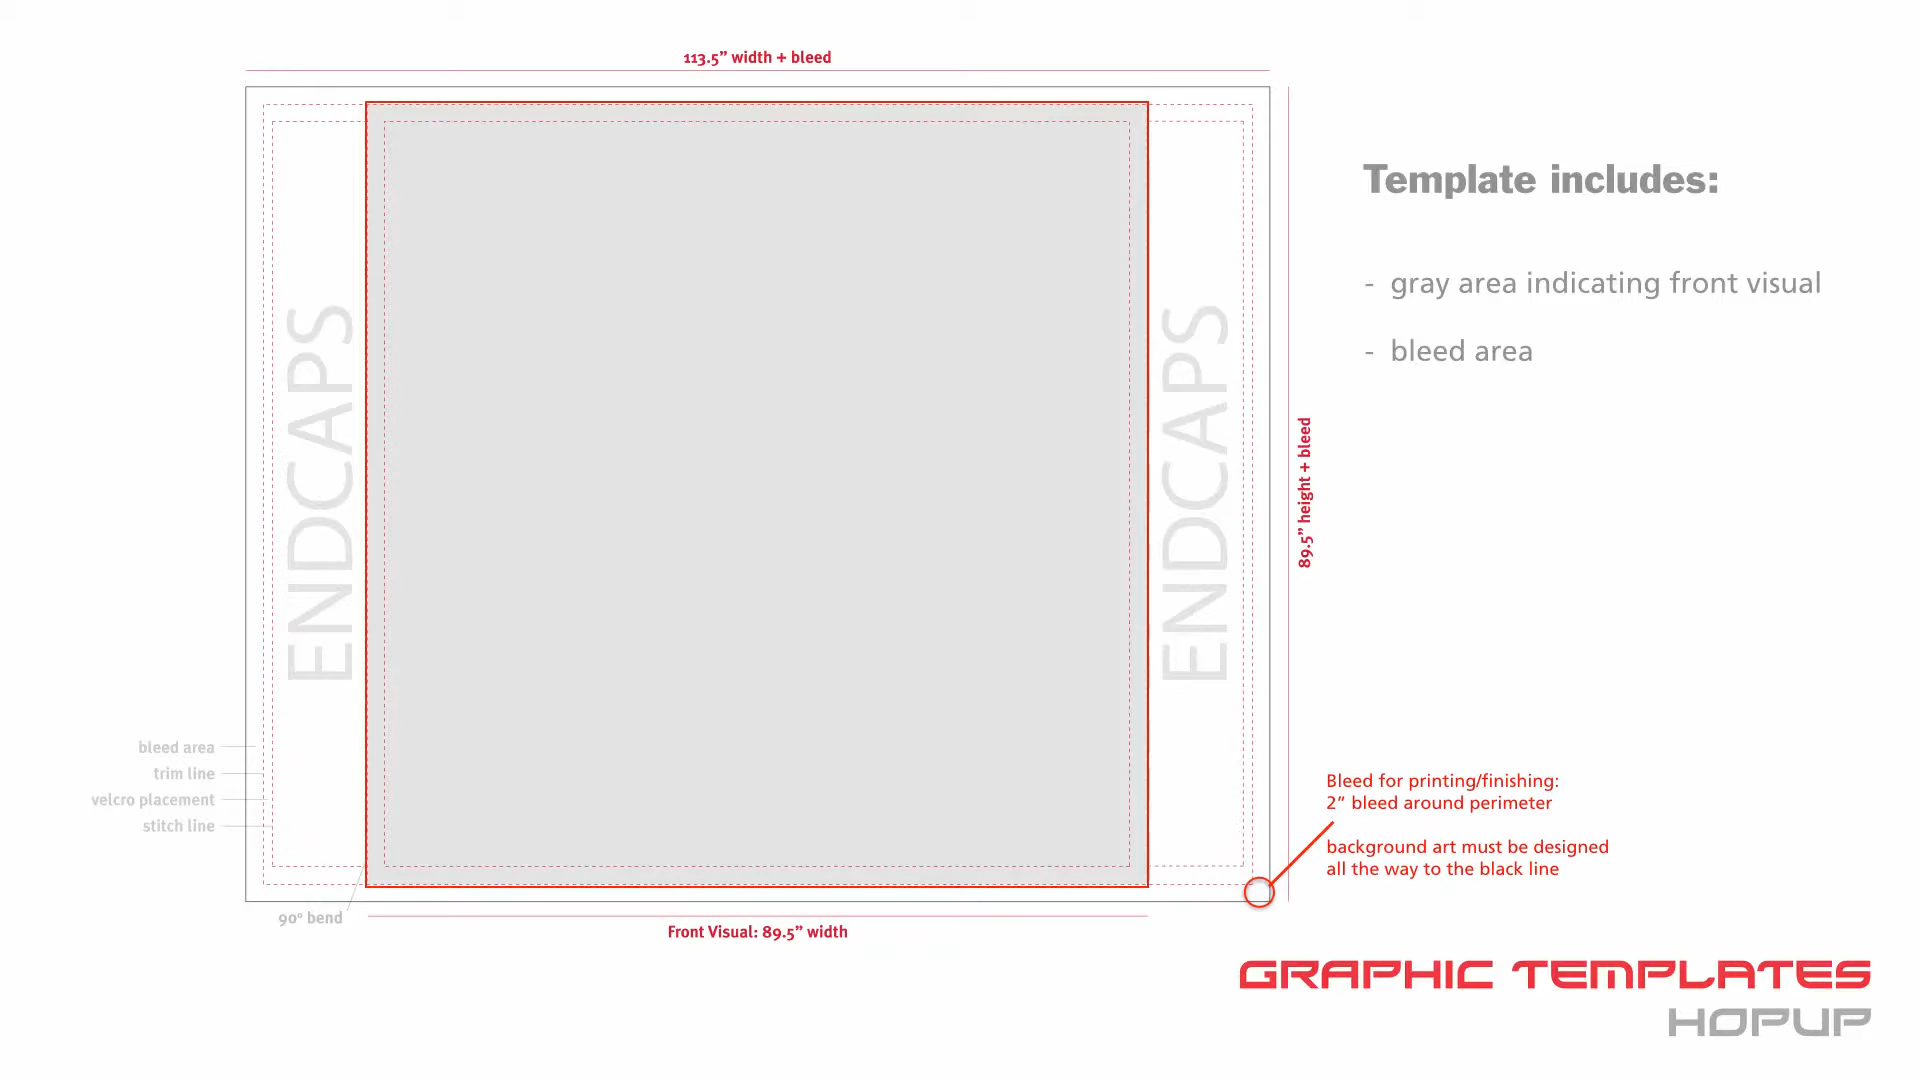 113.5” width + bleed
Template includes:
- gray area indicating front visual
- bleed area
ENDCAPS
ENDCAPS
89.5” height + bleed
bleed area
trim line
velcro placement
stitch line
90° bend
Front Visual: 89.5” width
Bleed for printing/finishing:
2” bleed around perimeter
background art must be designed
all the way to the black line
GRAPHIC TEMPLATES
HOPUP